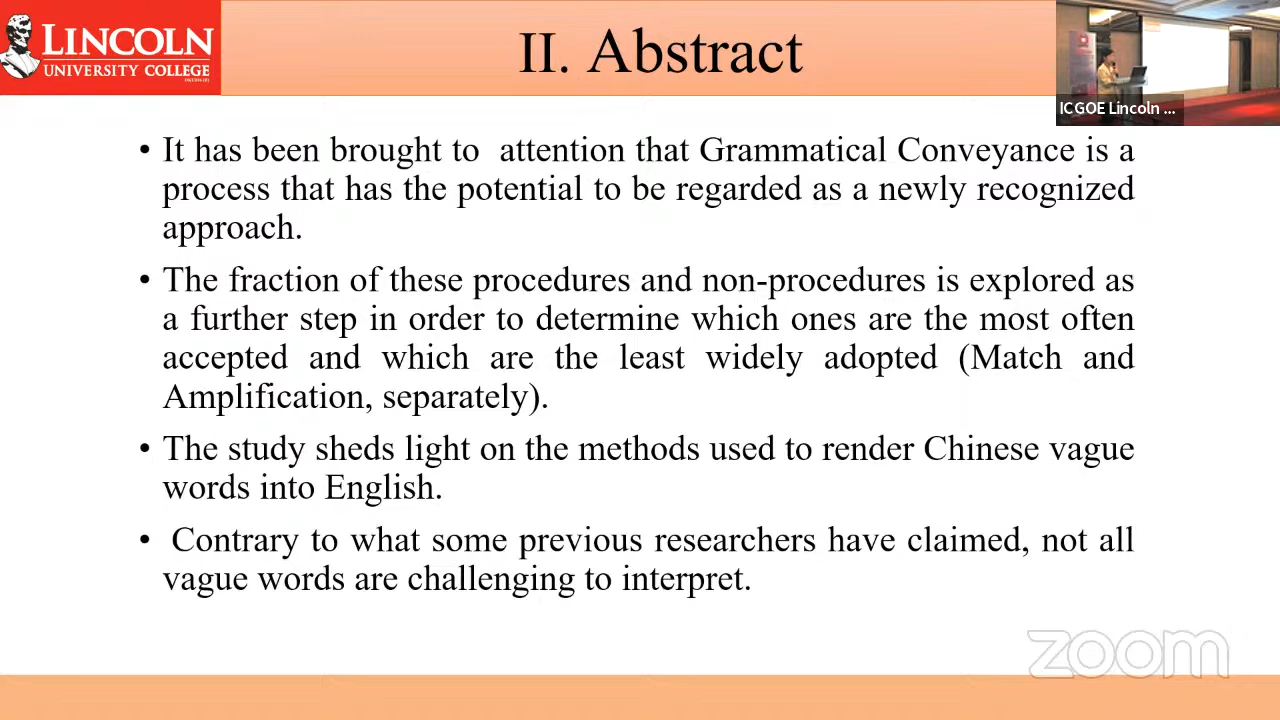 LINCOLN
UNIVERSITY COLLEGE
II. Abstract
ICGOE Lincoln ...
• It has been brought to  attention that Grammatical Conveyance is a
process that has the potential to be regarded as a newly recognized
approach.
• The fraction of these procedures and non-procedures is explored as
a further step in order to determine which ones are the most often
accepted and which are the least widely adopted (Match and
Amplification, separately).
• The study sheds light on the methods used to render Chinese vague
words into English.
• Contrary to what some previous researchers have claimed, not all
vague words are challenging to interpret.
zoom